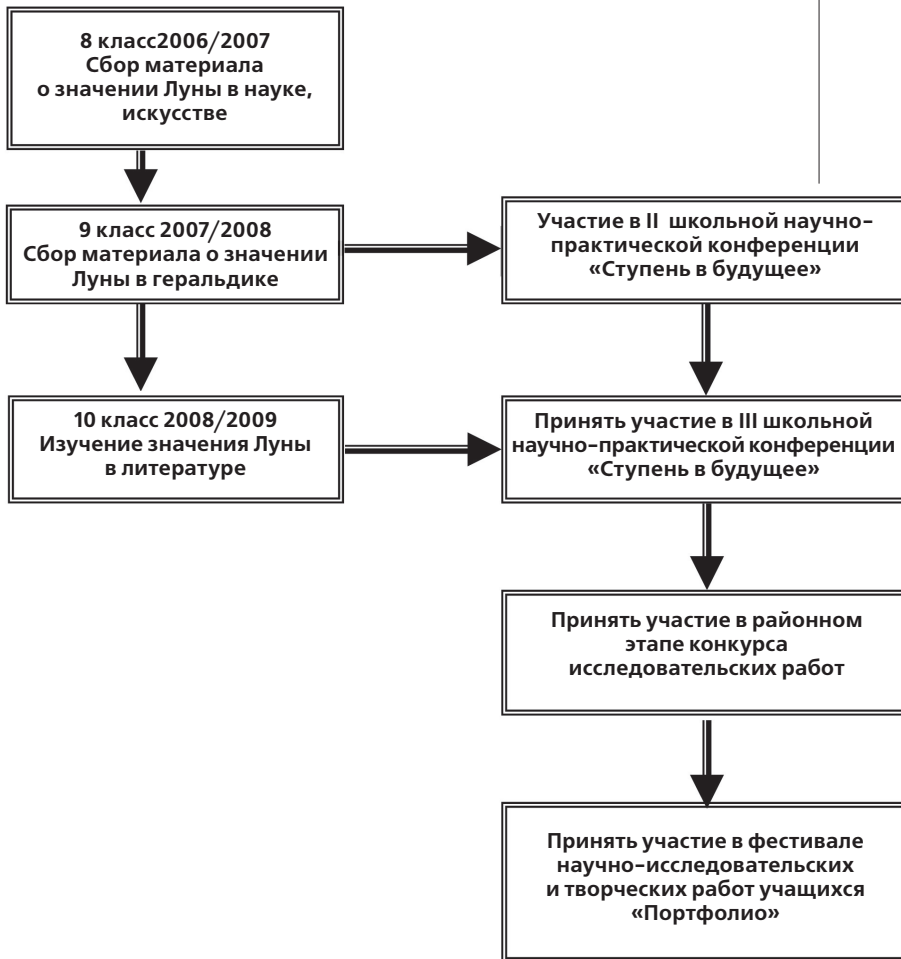 8 класс2006/2007
Сбор материала
о значении Луны в науке,
искусстве
9 класс 2007/2008
Сбор материала о значении
Луны в геральдике
Участие в II школьной научно-
практической конференции
«Ступень в будущее»
10 класс 2008/2009
Изучение значения Луны
в литературе
Принять участие в III школьной
научно-практической конференции
«Ступень в будущее»
Принять участие в районном
этапе конкурса
исследовательских работ
Принять участие в фестивале
научно-исследовательских
и творческих работ учащихся
«Портфолио»